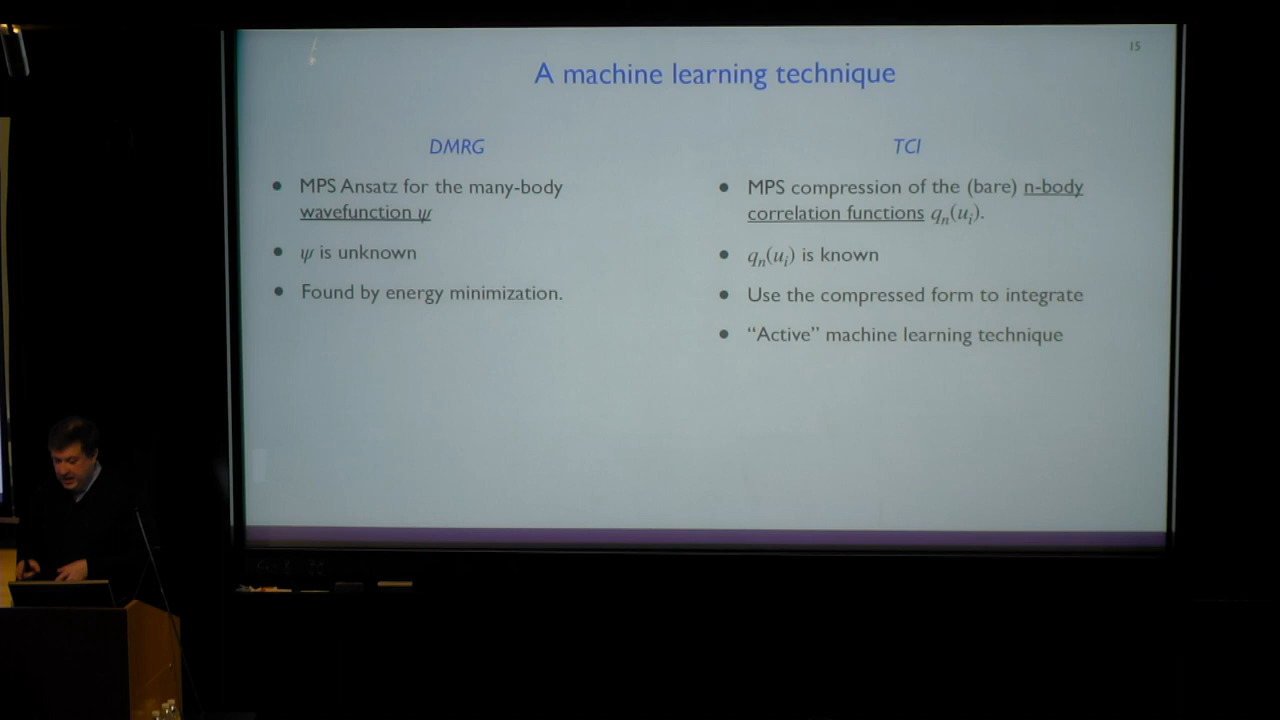 15
A machine learning technique
DMRG
• MPS Ansatz for the many-body
wavefunction ψ
• ψ is unknown
• Found by energy minimization.
TCI
• MPS compression of the (bare) n-body
correlation functions qₙ(uᵢ).
• qₙ(uᵢ) is known
• Use the compressed form to integrate
• “Active” machine learning technique